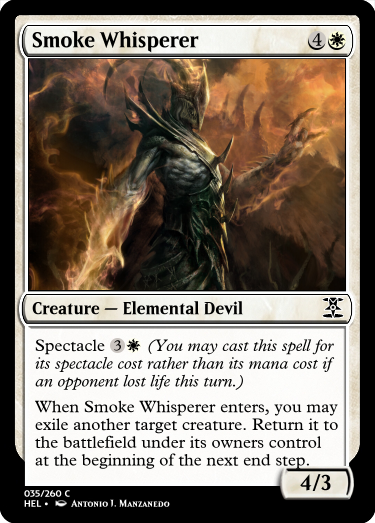 Smoke Whisperer 4
Creature — Elemental Devil
Spectacle 3 (You may cast this spell for
its spectacle cost rather than its mana cost if
an opponent lost life this turn.)
When Smoke Whisperer enters, you may
exile another target creature. Return it to
the battlefield under its owners control
at the beginning of the next end step.
4/3
035/260 C
HEL • Antonio J. Manzanedo